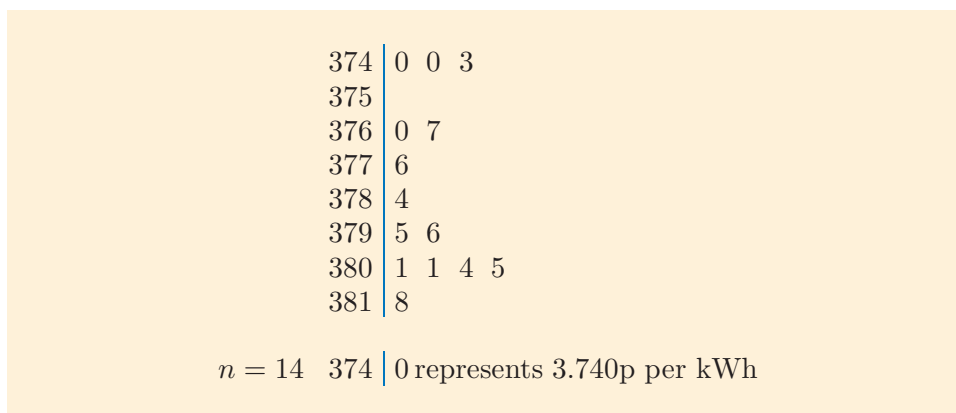 374 | 0 0 3
375 |
376 | 0 7
377 | 6
378 | 4
379 | 5 6
380 | 1 1 4 5
381 | 8
n = 14 374 | 0 represents 3.740p per kWh